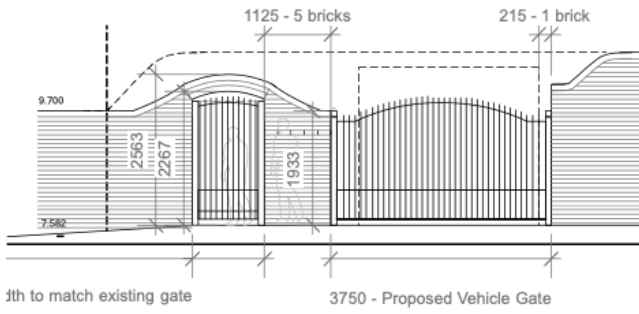 1125 - 5 bricks
215 - 1 brick
9.700
2563
2267
1933
7.582
dth to match existing gate
3750 - Proposed Vehicle Gate